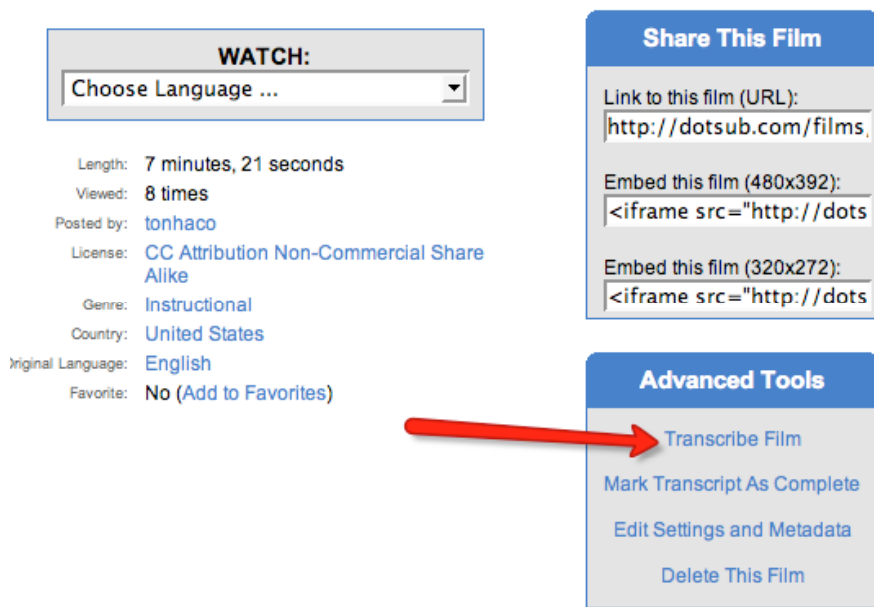 WATCH:
Choose Language ...
Length: 7 minutes, 21 seconds
Viewed: 8 times
Posted by: tonhaco
License: CC Attribution Non-Commercial Share
Alike
Genre: Instructional
Country: United States
Original Language: English
Favorite: No (Add to Favorites)
Share This Film
Link to this film (URL):
http://dotsub.com/films,
Embed this film (480x392):
<iframe src="http://dots
Embed this film (320x272):
<iframe src="http://dots
Advanced Tools
Transcribe Film
Mark Transcript As Complete
Edit Settings and Metadata
Delete This Film